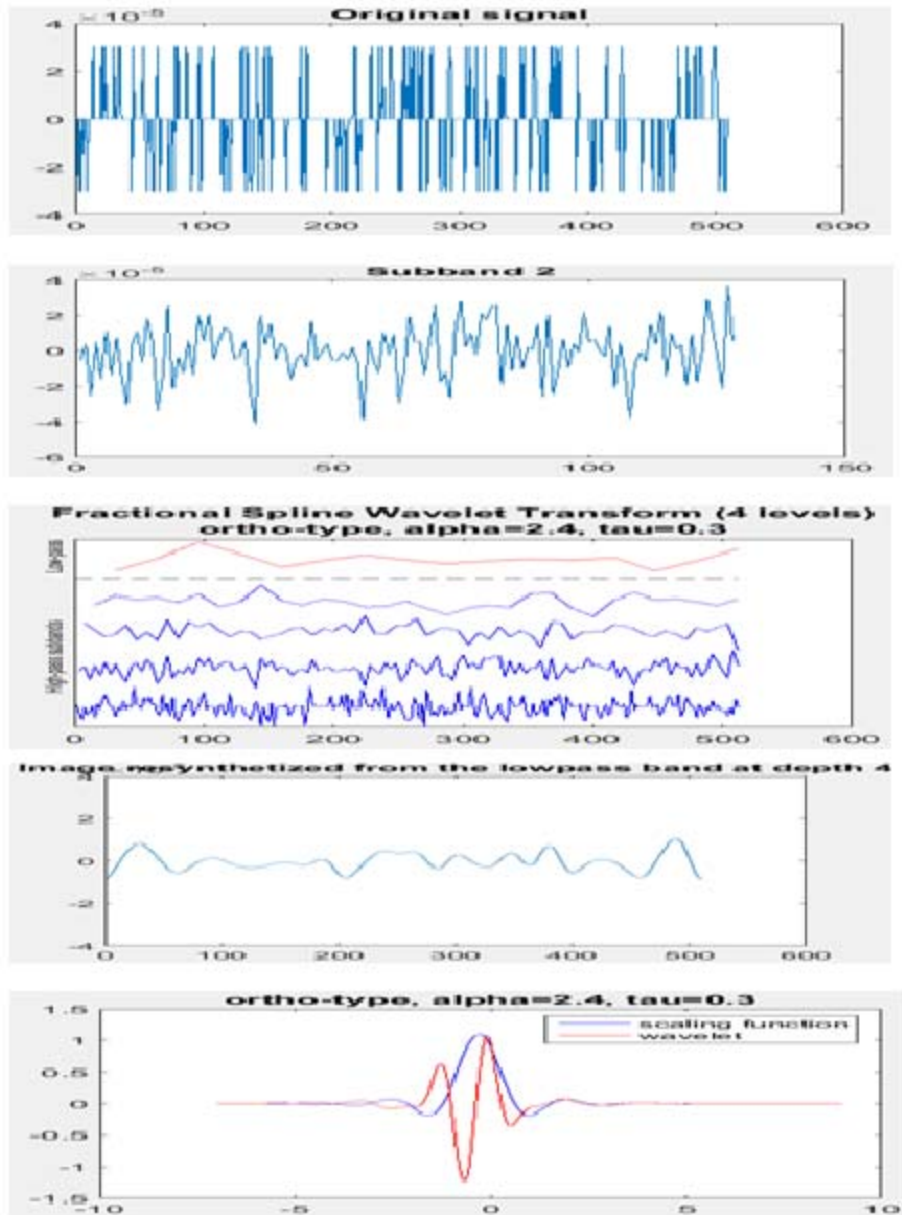 Original signal
4
2
0
-2
-4
0 100 200 300 400 500 600
Subband 2
4
2
0
-2
-4
-6
0 50 100 150
Fractional Spline Wavelet Transform (4 levels)
ortho-type, alpha=2.4, tau=0.3
Low-pass
High-pass subbands
0 100 200 300 400 500 600
Image resynthetized from the lowpass band at depth 4
4
2
0
-2
-4
0 100 200 300 400 500 600
ortho-type, alpha=2.4, tau=0.3
1.5
1
0.5
0
-0.5
-1
-1.5
-10 -5 0 5 10
scaling function
wavelet